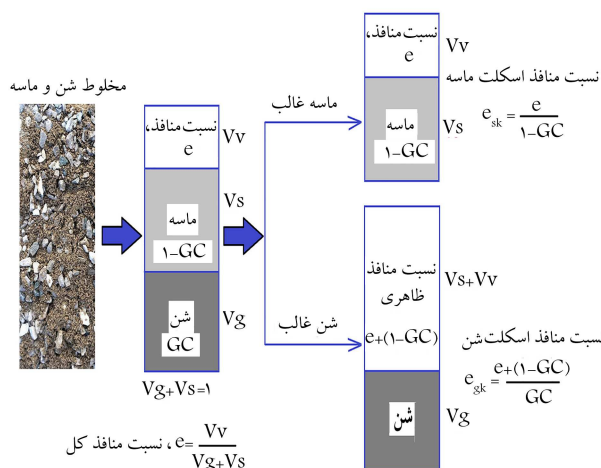 مخلوط شن و ماسه
نسبت منافذ،
e
Vv
ماسه
۱-GC
Vs
شن
GC
Vg
Vg+Vs=۱
نسبت منافذ کل ، e=Vv/Vg+Vs
ماسه غالب
شن غالب
نسبت منافذ،
e
Vv
ماسه
۱-GC
Vs
نسبت منافذ اسکلت ماسه
e_sk = e/۱-GC
نسبت منافذ
ظاهری
e+(۱-GC)
Vs+Vv
شن
Vg
نسبت منافذ اسکلت شن
e_gk = e+(۱-GC)/GC